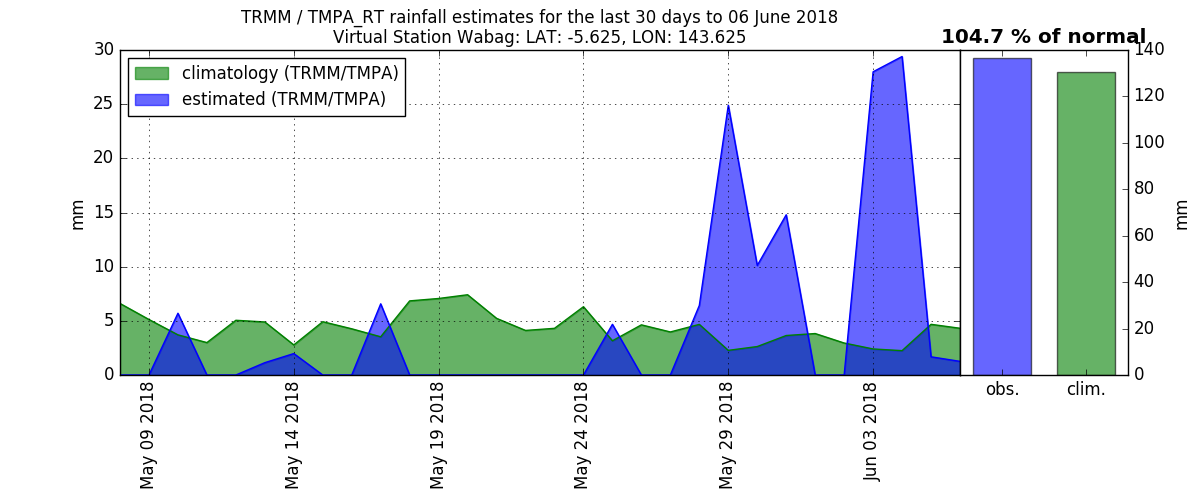 TRMM / TMPA_RT rainfall estimates for the last 30 days to 06 June 2018
Virtual Station Wabag: LAT: -5.625, LON: 143.625
104.7 % of normal
climatology (TRMM/TMPA)
estimated (TRMM/TMPA)
30
25
20
15
10
5
0
mm
May 09 2018
May 14 2018
May 19 2018
May 24 2018
May 29 2018
Jun 03 2018
obs.
clim.
140
120
100
80
60
40
20
0
mm